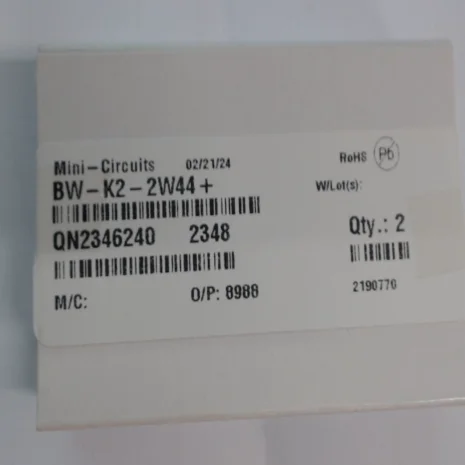 Mini-Circuits 02/21/24 RoHS Pb
BW-K2-2W44+ W/Lot(s):
QN2346240 2348 Qty.: 2
M/C: O/P: 8988 2190770